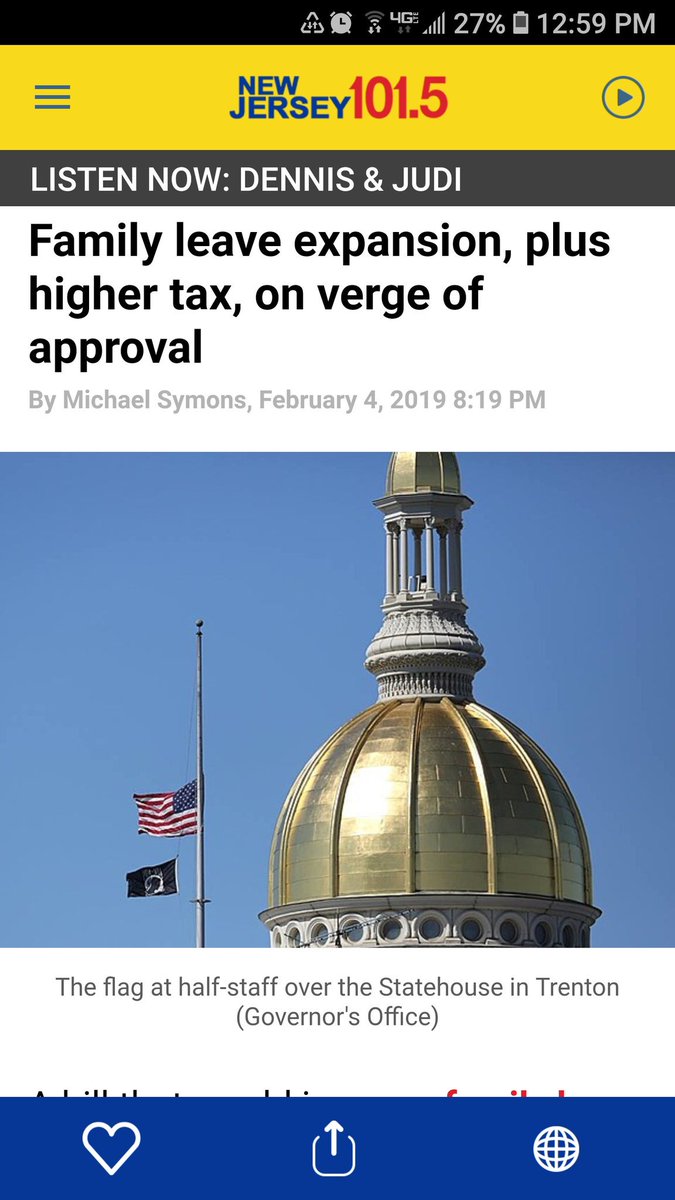 4G LTE 27% 12:59 PM
NEW
JERSEY 101.5
LISTEN NOW: DENNIS & JUDI
Family leave expansion, plus
higher tax, on verge of
approval
By Michael Symons, February 4, 2019 8:19 PM
The flag at half-staff over the Statehouse in Trenton
(Governor's Office)